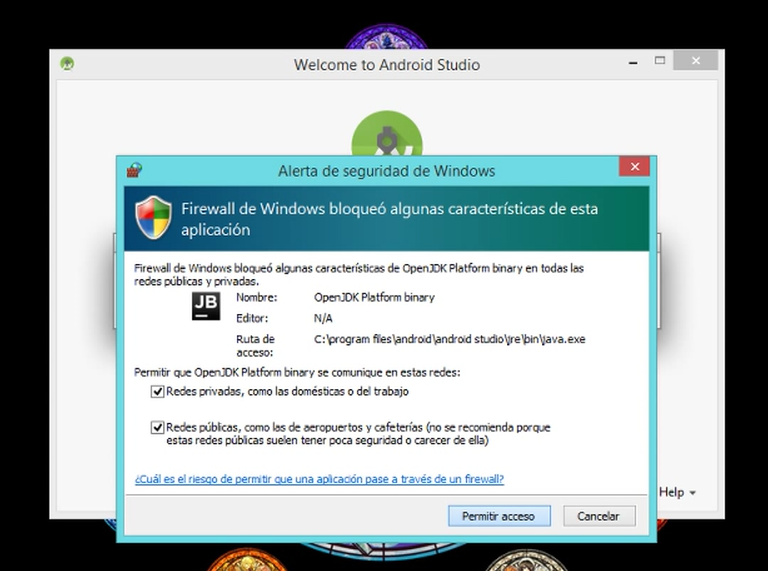 Welcome to Android Studio
Alerta de seguridad de Windows
Firewall de Windows bloqueó algunas características de esta
aplicación
Firewall de Windows bloqueó algunas características de OpenJDK Platform binary en todas las
redes públicas y privadas.
JB
Nombre: OpenJDK Platform binary
Editor: N/A
Ruta de C:\program files\android\android studio\jre\bin\java.exe
acceso:
Permitir que OpenJDK Platform binary se comunique en estas redes:
Redes privadas, como las domésticas o del trabajo
Redes públicas, como las de aeropuertos y cafeterías (no se recomienda porque
estas redes públicas suelen tener poca seguridad o carecer de ella)
¿Cuál es el riesgo de permitir que una aplicación pase a través de un firewall?
Help
Permitir acceso Cancelar